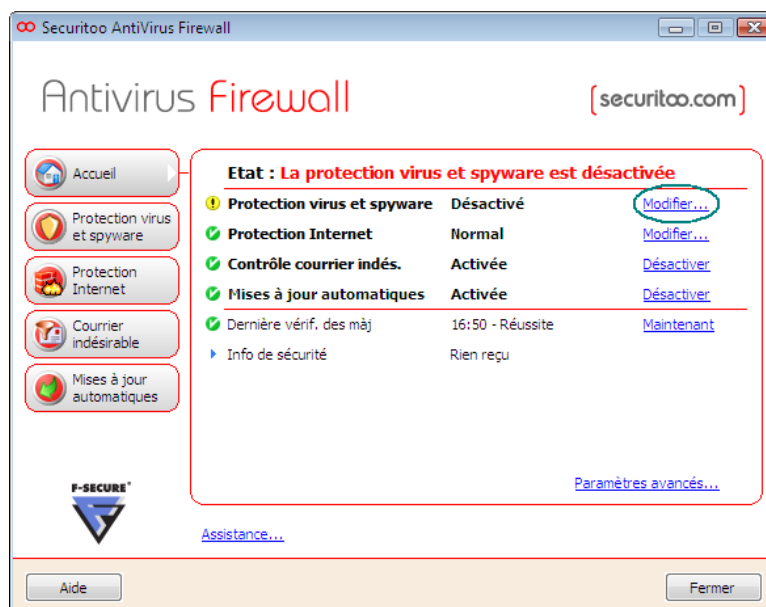 Securitoo AntiVirus Firewall
Antivirus Firewall
[securitoo.com]
Accueil
Protection virus
et spyware
Protection
Internet
Courrier
indésirable
Mises à jour
automatiques
Etat : La protection virus et spyware est désactivée
Protection virus et spyware Désactivé Modifier...
Protection Internet Normal Modifier...
Contrôle courrier indés. Activée Désactiver
Mises à jour automatiques Activée Désactiver
Dernière vérif. des màj 16:50 - Réussite Maintenant
Info de sécurité Rien reçu
Paramètres avancés...
F-SECURE®
Assistance...
Aide
Fermer